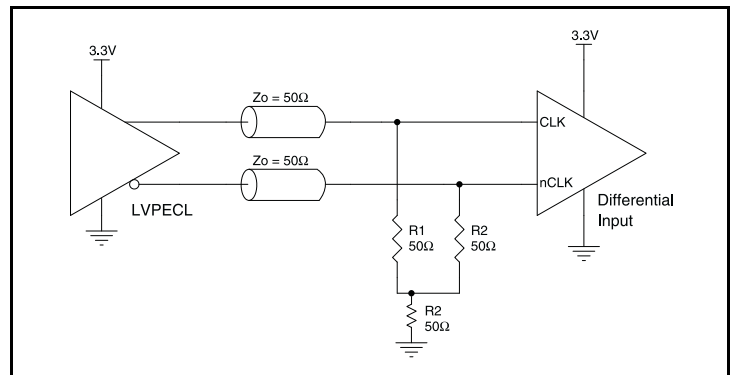 3.3V
3.3V
Zo = 50Ω
CLK
Zo = 50Ω
nCLK
LVPECL
Differential
Input
R1
50Ω
R2
50Ω
R2
50Ω